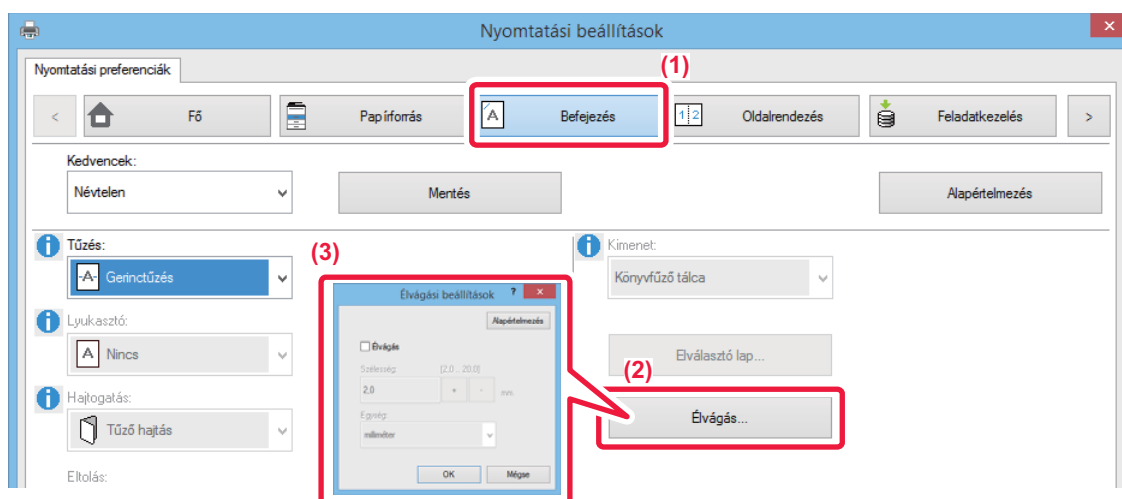 Nyomtatási beállítások
Nyomtatási preferenciák
(1)
< Fő Papírforrás A Befejezés 1 2 Oldalrendezés Feladatkezelés >
Kedvencek:
Névtelen Mentés Alapértelmezés
Tűzés:
-A- Gerinctűzés
Lyukasztó:
A Nincs
Hajtogatás:
Tűző hajtás
Eltolás:
(3)
Élvágási beállítások ? x
Alapértelmezés
Élvágás
Szélesség: [2.0 .. 20.0]
2,0 + - mm.
Egység:
milliméter
OK Mégse
Kimenet:
Könyvfűző tálca
Elválasztó lap...
(2)
Élvágás...